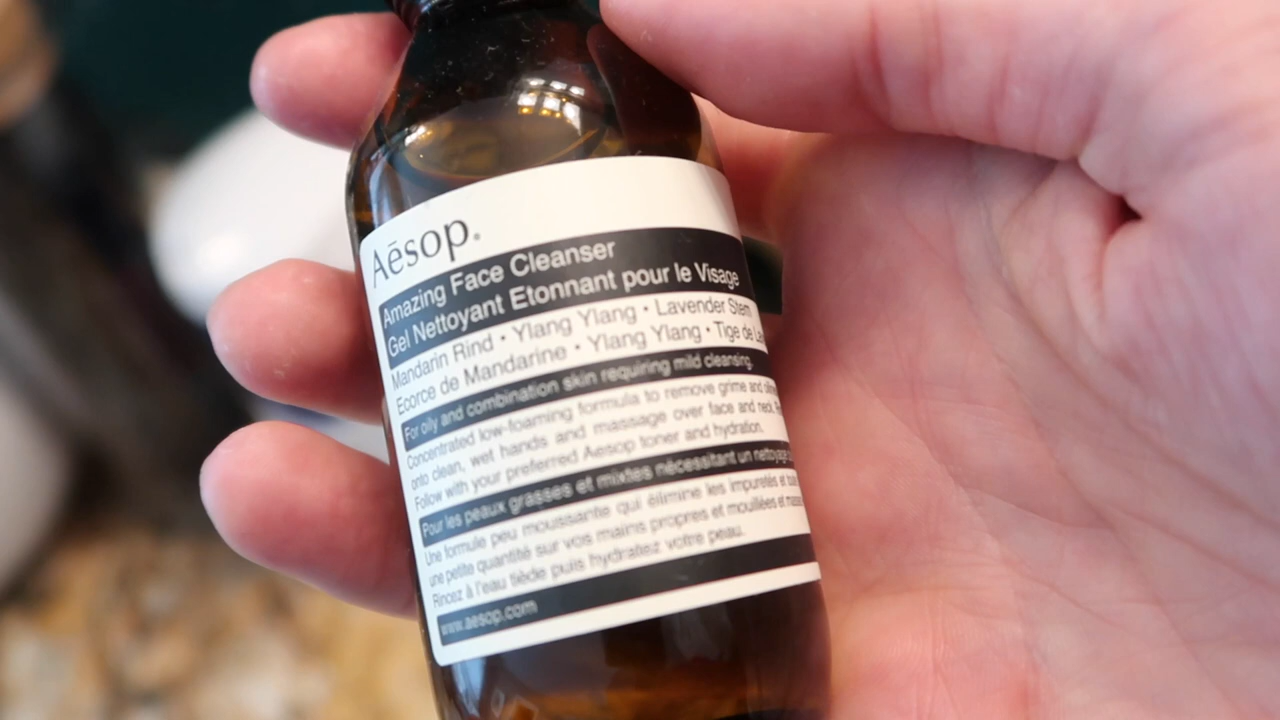 Aēsop.
Amazing Face Cleanser
Gel Nettoyant Etonnant pour le Visage
Mandarin Rind • Ylang Ylang • Lavender Stem
Ecorce de Mandarine • Ylang Ylang • Tige de
For oily and combination skin requiring mild cleansing.
Concentrated low-foaming formula to remove grime and
onto clean, wet hands and massage over face and neck.
Follow with your preferred Aesop toner and hydration.
Pour les peaux grasses et mixtes nécessitant un nettoyage
Une formule peu moussante qui élimine les impuretés et
une petite quantité sur vos mains propres et mouillées et
Rincez à l'eau tiède puis hydratez votre peau.
www.aesop.com